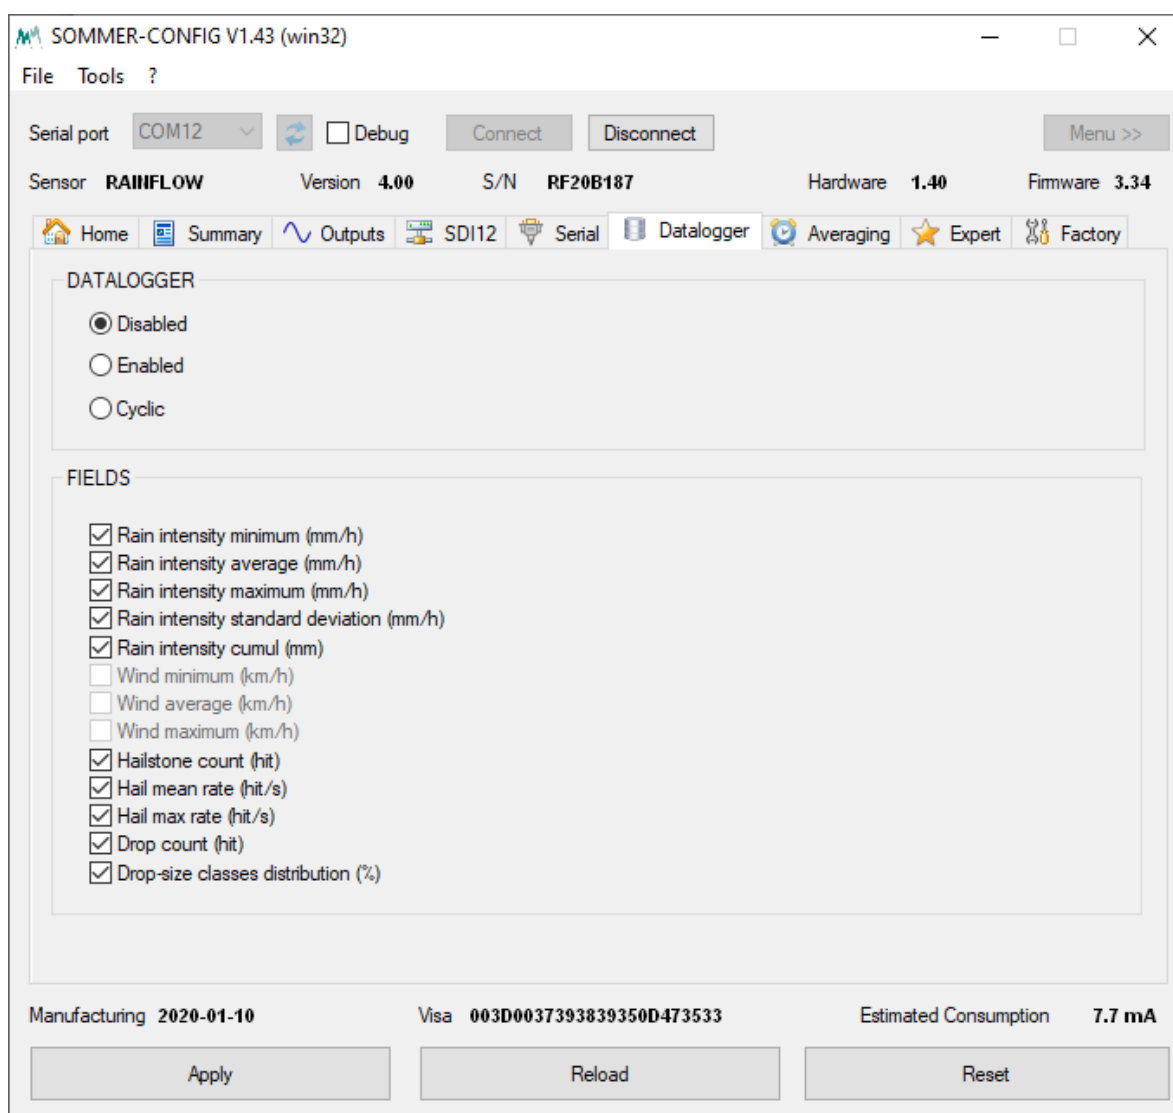 SOMMER-CONFIG V1.43 (win32)
File Tools ?
Serial port COM12 Debug Connect Disconnect Menu >>
Sensor RAINFLOW Version 4.00 S/N RF20B187 Hardware 1.40 Firmware 3.34
Home Summary Outputs SDI12 Serial Datalogger Averaging Expert Factory
DATALOGGER
Disabled
Enabled
Cyclic
FIELDS
Rain intensity minimum (mm/h)
Rain intensity average (mm/h)
Rain intensity maximum (mm/h)
Rain intensity standard deviation (mm/h)
Rain intensity cumul (mm)
Wind minimum (km/h)
Wind average (km/h)
Wind maximum (km/h)
Hailstone count (hit)
Hail mean rate (hit/s)
Hail max rate (hit/s)
Drop count (hit)
Drop-size classes distribution (%)
Manufacturing 2020-01-10 Visa 003D0037393839350D473533 Estimated Consumption 7.7 mA
Apply Reload Reset